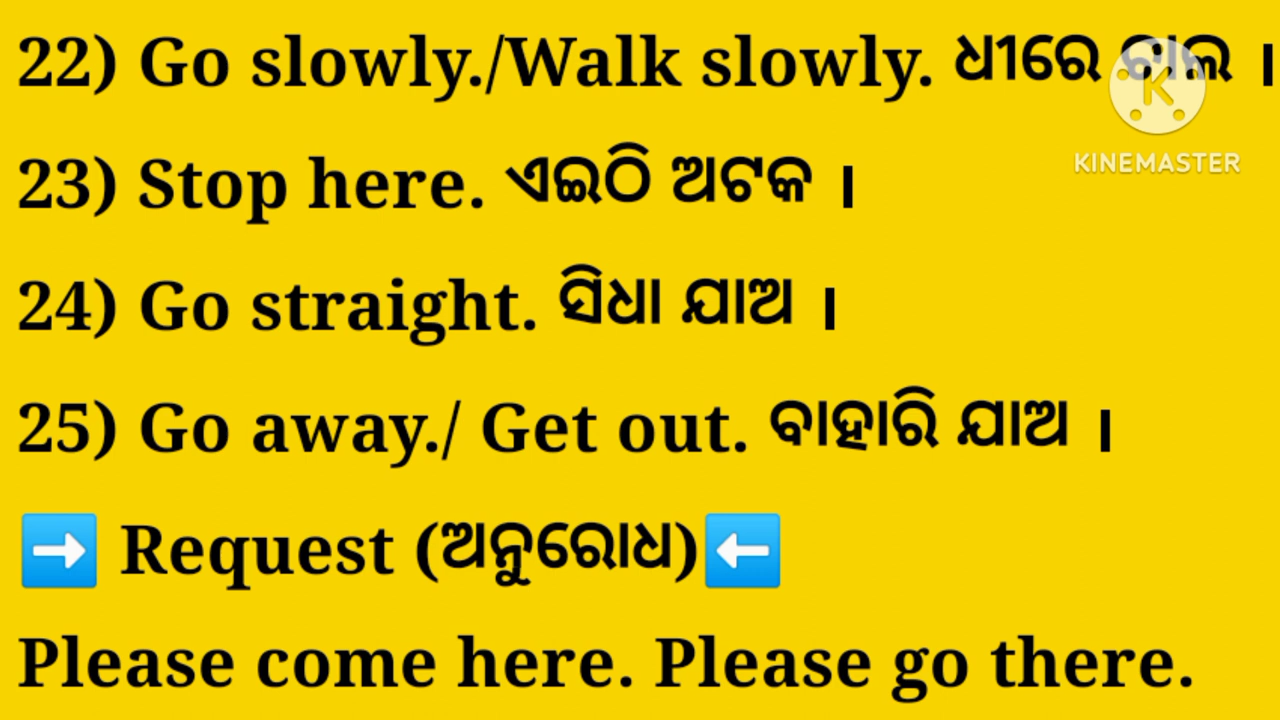 22) Go slowly./Walk slowly. ଧୀରେ ଚାଲ ।
KINEMASTER
23) Stop here. ଏଇଠି ଅଟକ ।
24) Go straight. ସିଧା ଯାଅ ।
25) Go away./ Get out. ବାହାରି ଯାଅ ।
➡️ Request (ଅନୁରୋଧ)⬅️
Please come here. Please go there.